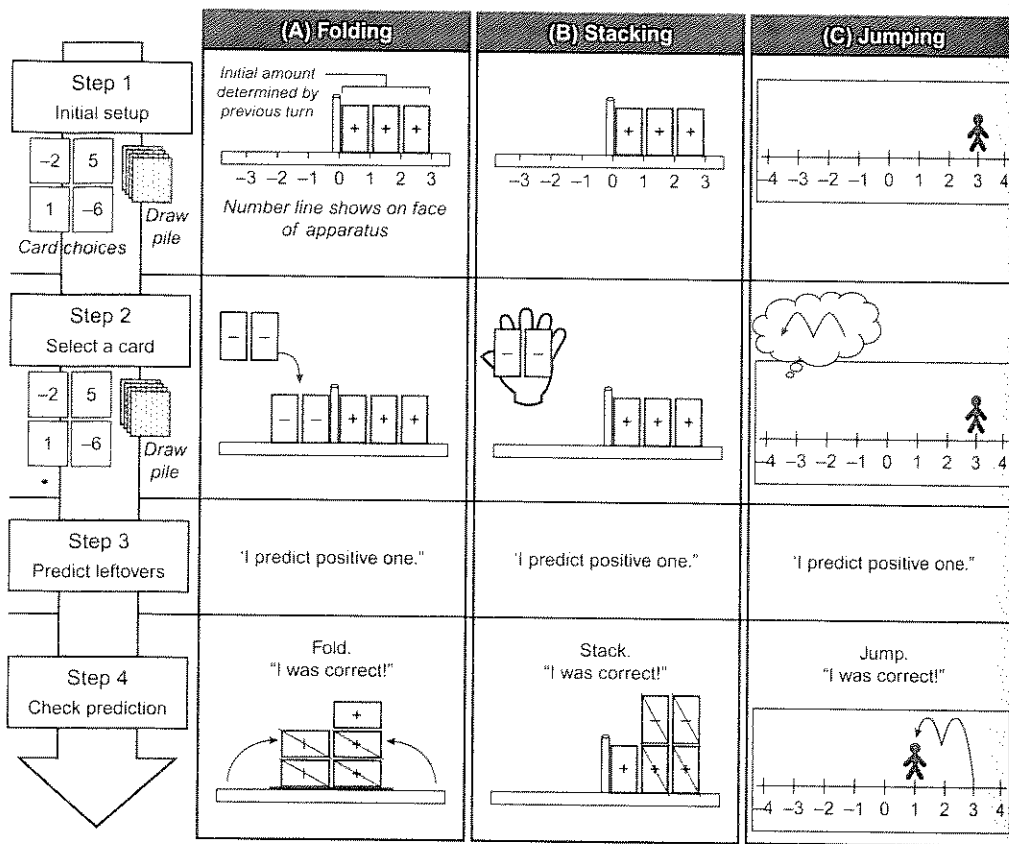 (A) Folding
(B) Stacking
(C) Jumping
Step 1
Initial setup
–2 5
1 –6
Card choices
Draw
pile
Initial amount
determined by
previous turn
+ + +
–3 –2 –1 0 1 2 3
Number line shows on face
of apparatus
+ + +
–3 –2 –1 0 1 2 3
–4 –3 –2 –1 0 1 2 3 4
Step 2
Select a card
–2 5
1 –6
Draw
pile
– –
– – + + +
– –
+ + +
–4 –3 –2 –1 0 1 2 3 4
Step 3
Predict leftovers
"I predict positive one."
"I predict positive one."
"I predict positive one."
Step 4
Check prediction
Fold.
"I was correct!"
+
– +
– +
Stack.
"I was correct!"
– –
+ + +
Jump.
"I was correct!"
–4 –3 –2 –1 0 1 2 3 4